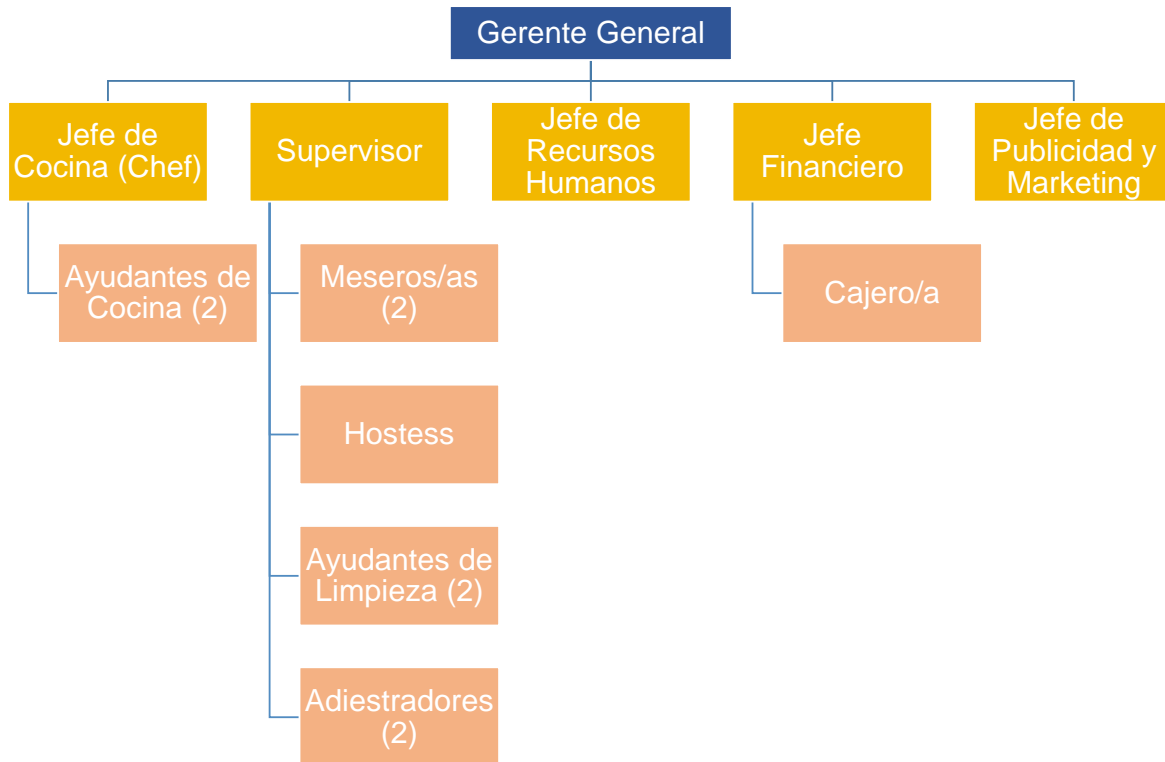 Gerente General
Jefe de
Cocina (Chef)
Supervisor
Jefe de
Recursos
Humanos
Jefe
Financiero
Jefe de
Publicidad y
Marketing
Ayudantes de
Cocina (2)
Meseros/as
(2)
Cajero/a
Hostess
Ayudantes de
Limpieza (2)
Adiestradores
(2)